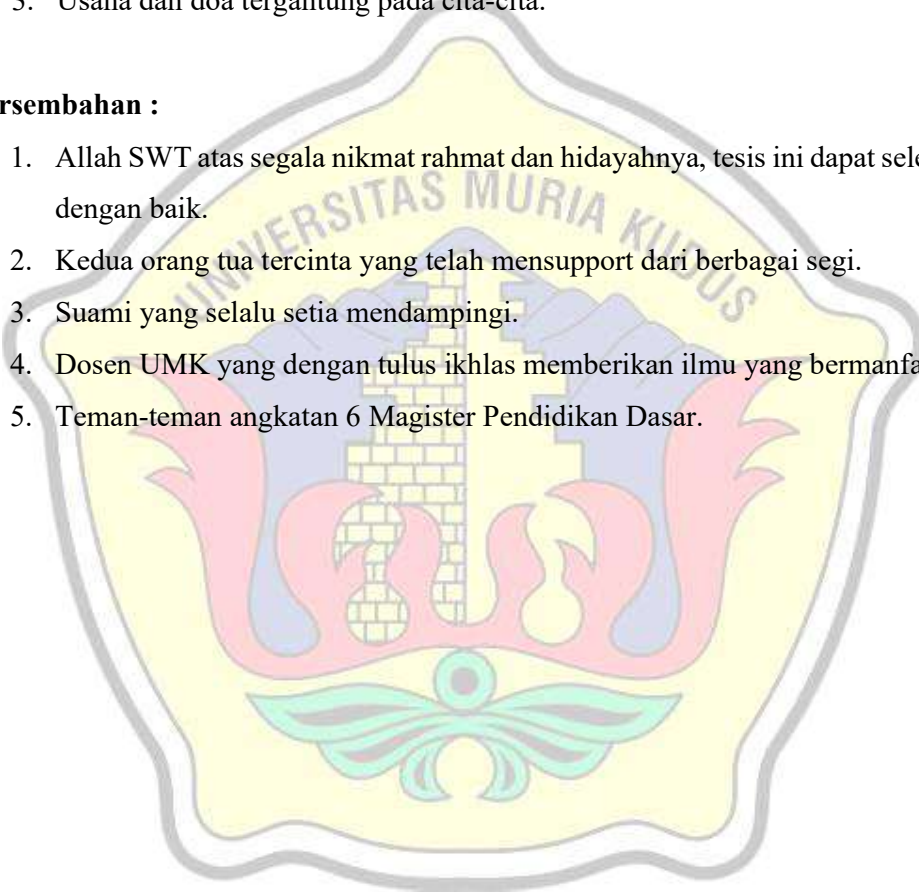 3. Usaha dan doa tergantung pada cita-cita.
rsembahan :
1. Allah SWT atas segala nikmat rahmat dan hidayahnya, tesis ini dapat sele
dengan baik.
UNIVERSITAS MURIA KUDUS
2. Kedua orang tua tercinta yang telah mensupport dari berbagai segi.
3. Suami yang selalu setia mendampingi.
4. Dosen UMK yang dengan tulus ikhlas memberikan ilmu yang bermanfa
5. Teman-teman angkatan 6 Magister Pendidikan Dasar.